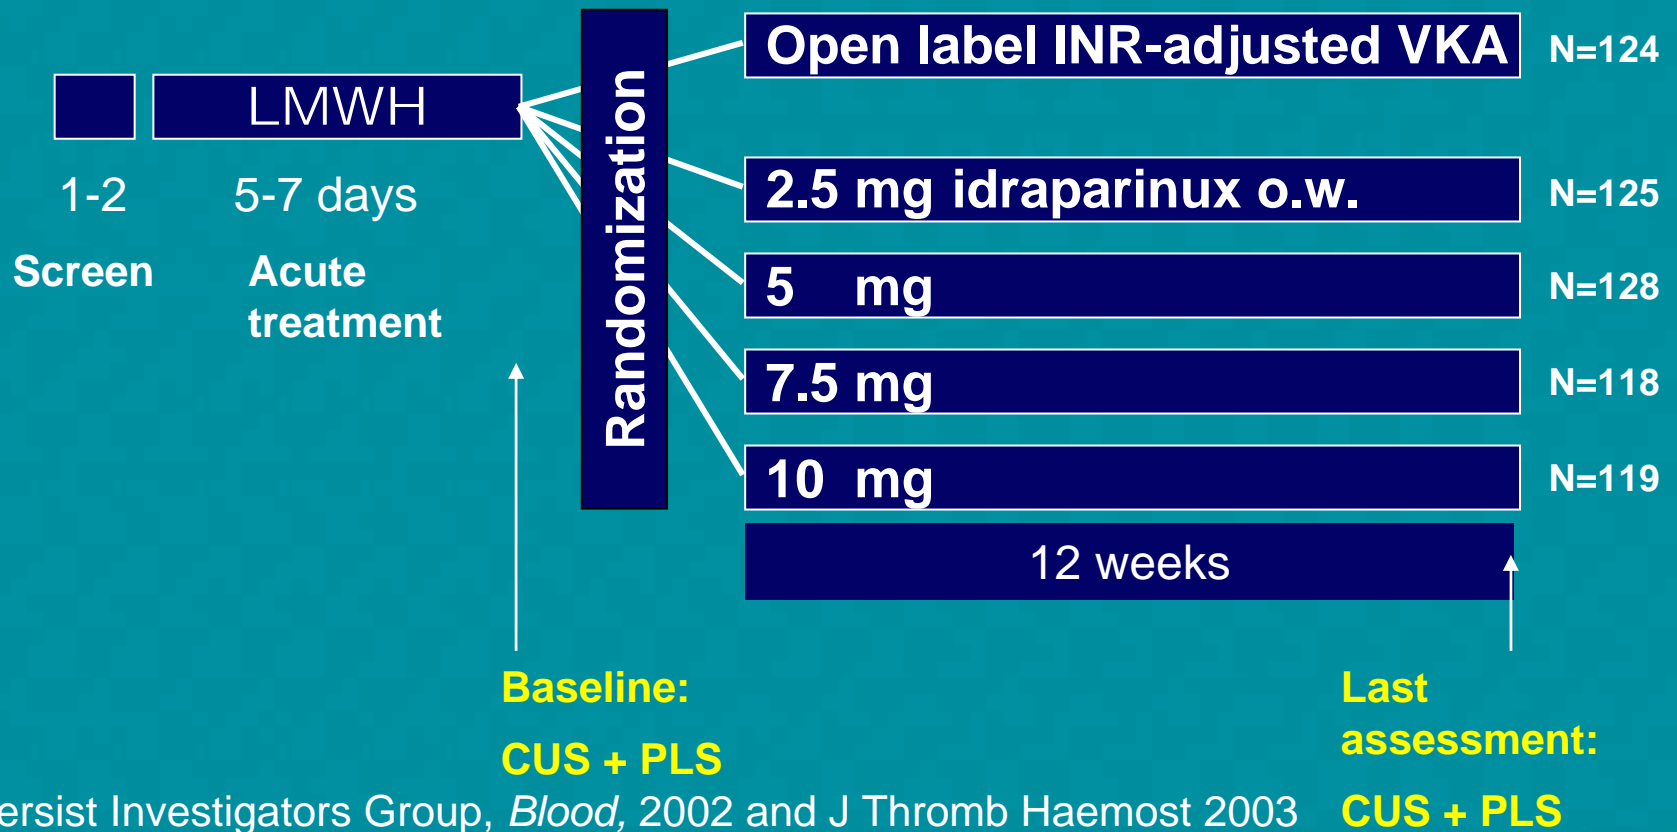 Open label INR-adjusted VKA N=124
LMWH
Randomization
1-2 5-7 days
2.5 mg idraparinux o.w. N=125
Screen Acute
treatment
5 mg N=128
7.5 mg N=118
10 mg N=119
12 weeks
Baseline:
CUS + PLS
Last
assessment:
CUS + PLS
ersist Investigators Group, Blood, 2002 and J Thromb Haemost 2003